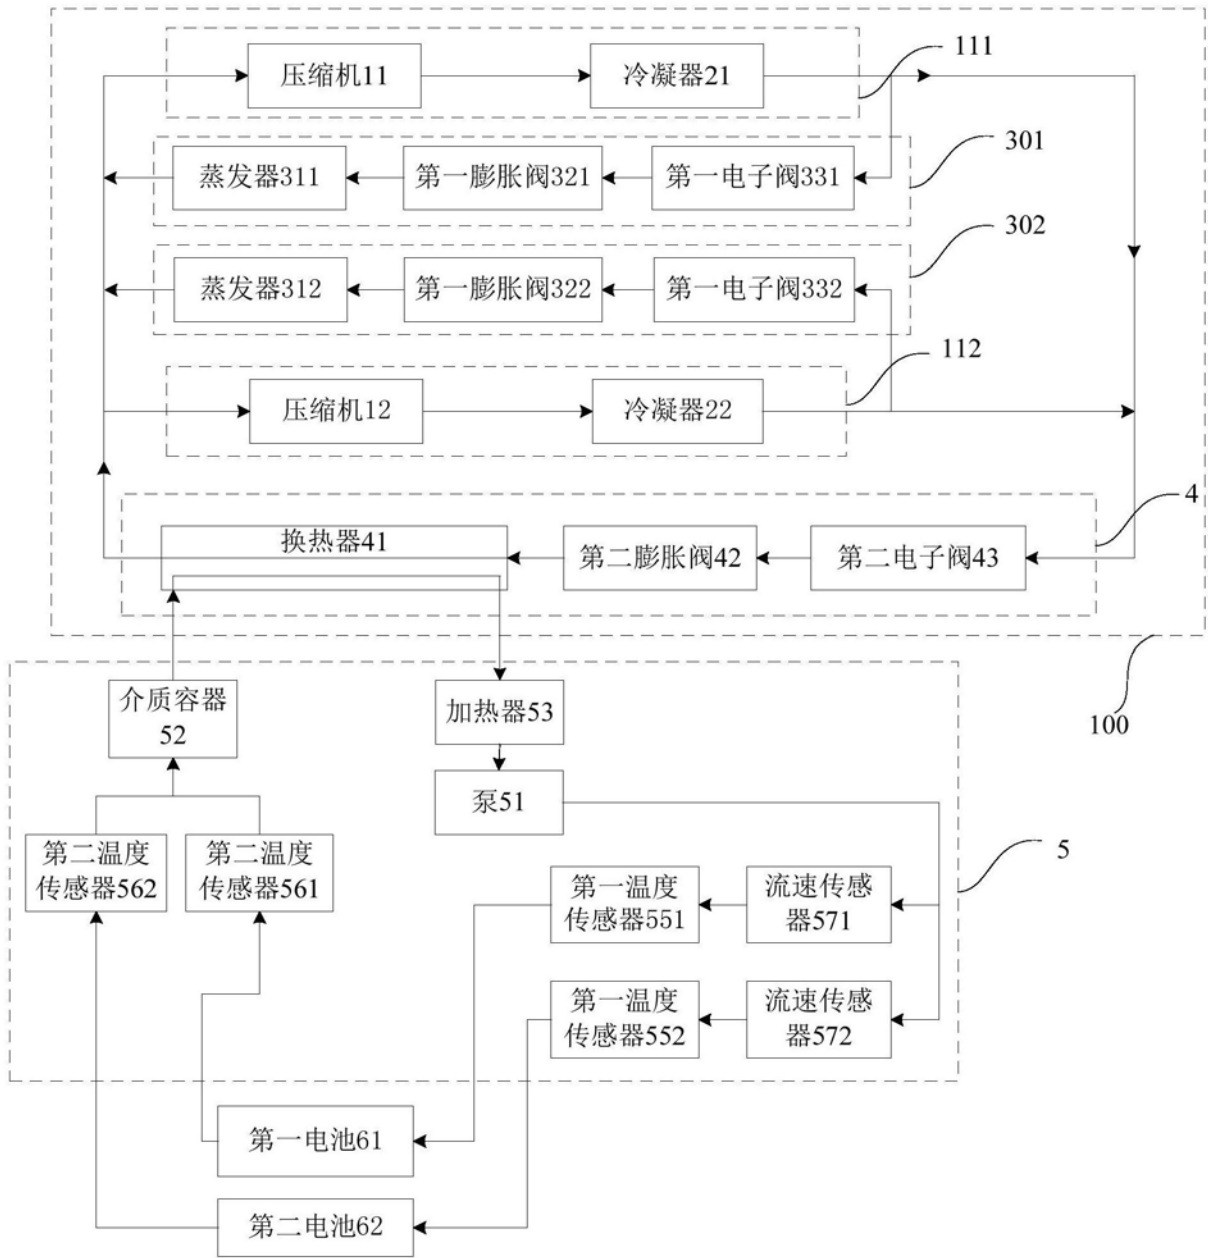 压缩机11
冷凝器21
111
蒸发器311
第一膨胀阀321
第一电子阀331
301
蒸发器312
第一膨胀阀322
第一电子阀332
302
压缩机12
冷凝器22
112
换热器41
第二膨胀阀42
第二电子阀43
4
100
介质容器
52
加热器53
泵51
第二温度
传感器562
第二温度
传感器561
5
第一温度
传感器551
流速传感
器571
第一温度
传感器552
流速传感
器572
第一电池61
第二电池62